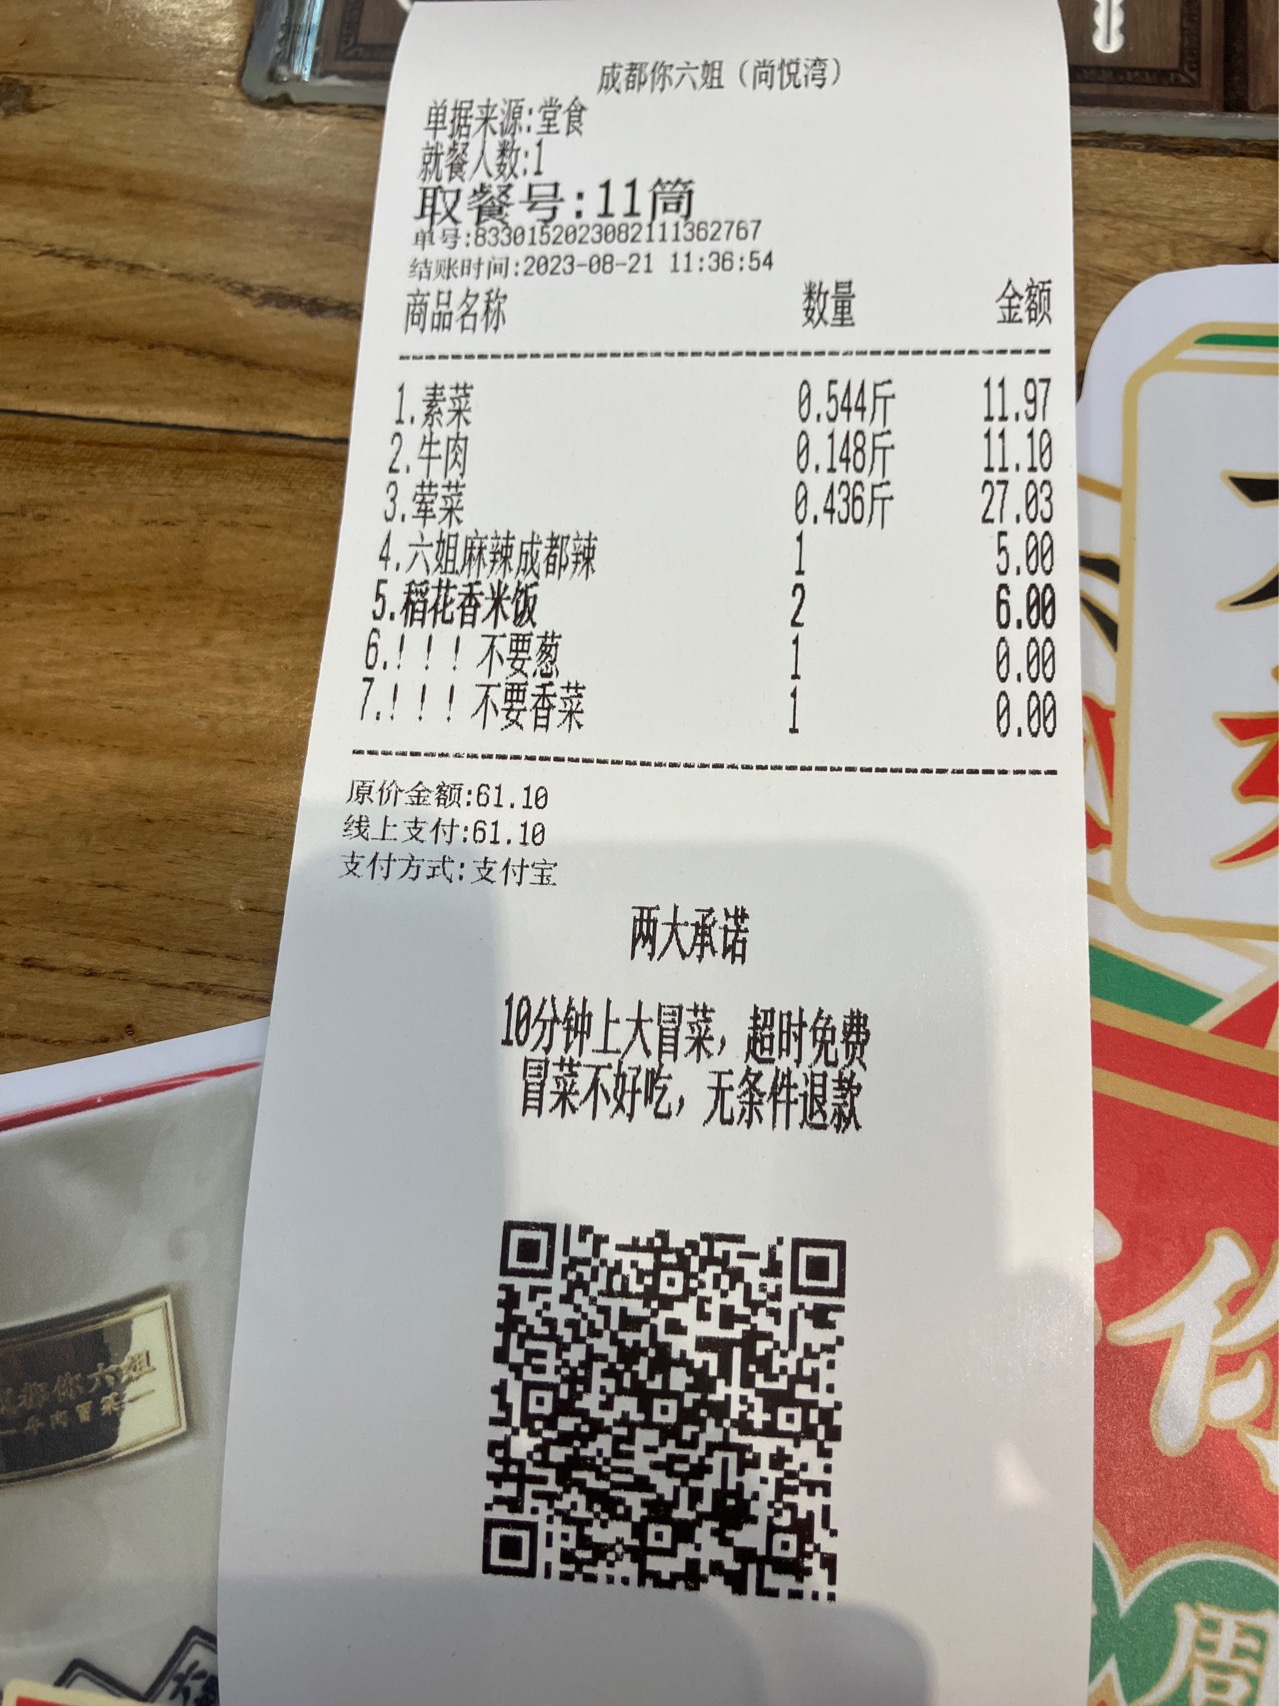 成都你六姐（尚悦湾）
单据来源:堂食
就餐人数:1
取餐号:11筒
单号:8330152023082111362767
结账时间:2023-08-21 11:36:54
商品名称 数量 金额
1.素菜 0.544斤 11.97
2.牛肉 0.148斤 11.10
3.荤菜 0.436斤 27.03
4.六姐麻辣成都辣 1 5.00
5.稻花香米饭 2 6.00
6.！！！不要葱 1 0.00
7.！！！不要香菜 1 0.00
原价金额:61.10
线上支付:61.10
支付方式:支付宝
两大承诺
10分钟上大冒菜，超时免费
冒菜不好吃，无条件退款
都你六姐
牛肉冒菜
你
周
六